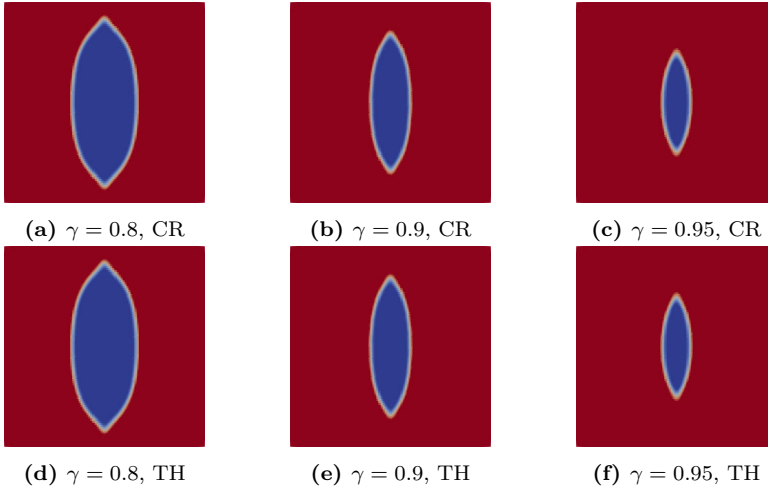 (a) γ = 0.8, CR
(b) γ = 0.9, CR
(c) γ = 0.95, CR
(d) γ = 0.8, TH
(e) γ = 0.9, TH
(f) γ = 0.95, TH